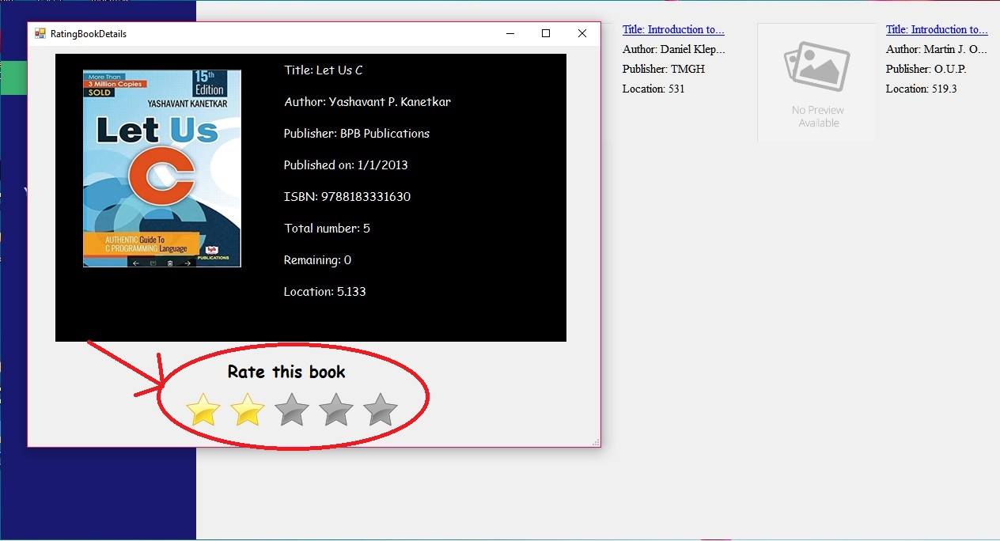 RatingBookDetails
More Than
3 Million Copies
SOLD
15th
Edition
YASHAVANT KANETKAR
Let Us
C
AUTHENTIC Guide To
C PROGRAMMING Language
bpb
PUBLICATIONS
Title: Let Us C
Author: Yashavant P. Kanetkar
Publisher: BPB Publications
Published on: 1/1/2013
ISBN: 9788183331630
Total number: 5
Remaining: 0
Location: 5.133
Rate this book
Title: Introduction to...
Author: Daniel Klep...
Publisher: TMGH
Location: 531
No Preview
Available
Title: Introduction to...
Author: Martin J. O...
Publisher: O.U.P.
Location: 519.3